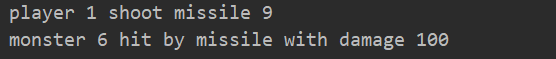 player 1 shoot missile 9
monster 6 hit by missile with damage 100